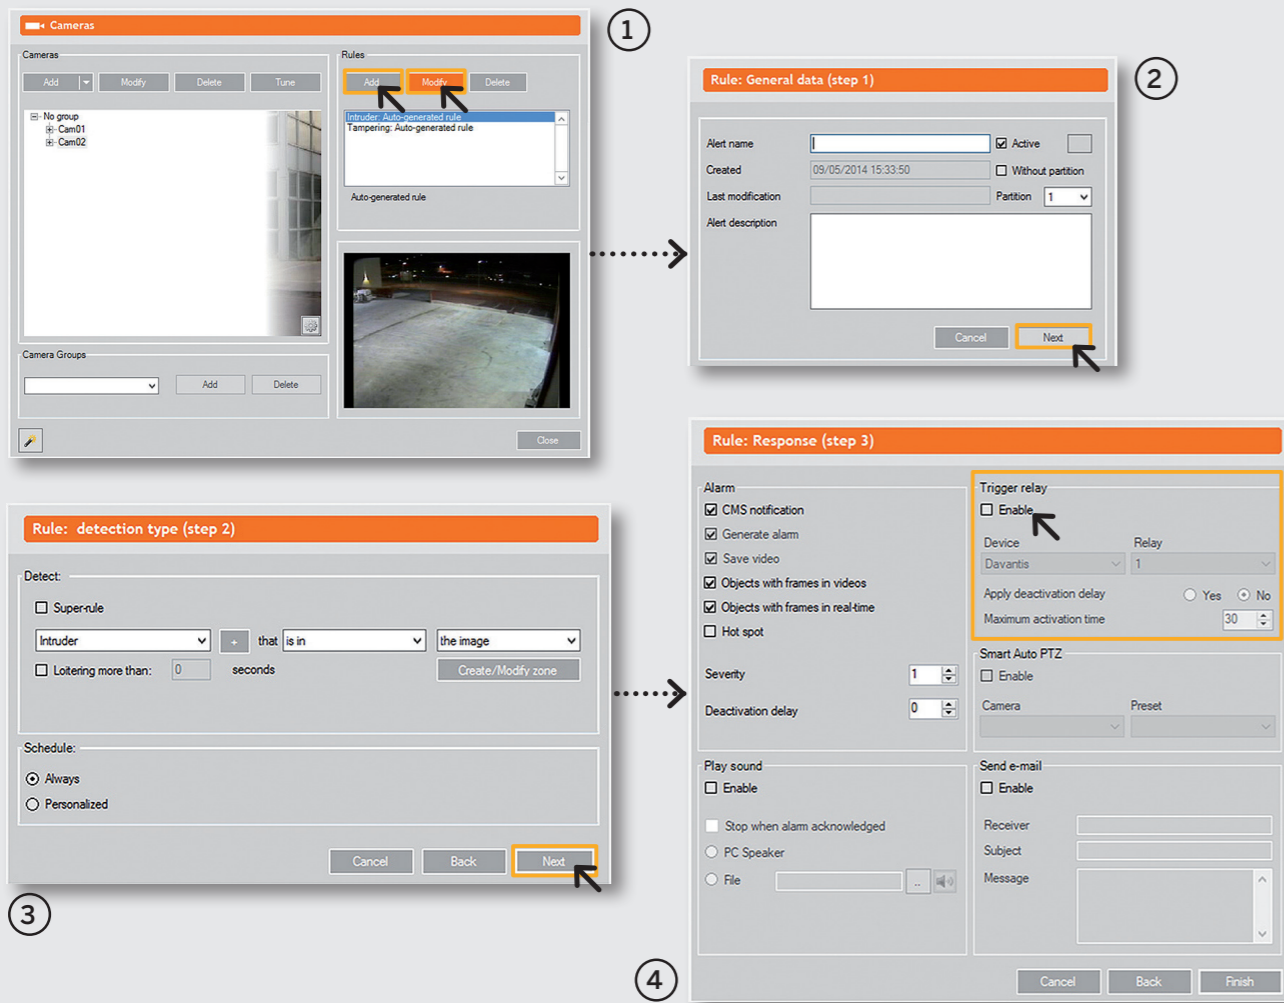 Cameras
1
Cameras
Add Modify Delete Tune
No group
Cam01
Cam02
Rules
Add Modify Delete
Intruder: Auto-generated rule
Tampering: Auto-generated rule
Auto-generated rule
Camera Groups
Add Delete
Close
Rule: General data (step 1)
2
Alert name
Active
Created 09/05/2014 15:33:50
Without partition
Last modification
Partition 1
Alert description
Cancel Next
Rule: detection type (step 2)
Detect:
Super-rule
Intruder + that is in the image
Loitering more than: 0 seconds
Create/Modify zone
Schedule:
Always
Personalized
Cancel Back Next
3
Rule: Response (step 3)
Alarm
CMS notification
Generate alarm
Save video
Objects with frames in videos
Objects with frames in real-time
Hot spot
Severity 1
Deactivation delay 0
Trigger relay
Enable
Device Relay
Davantis 1
Apply deactivation delay Yes No
Maximum activation time 30
Smart Auto PTZ
Enable
Camera Preset
Play sound
Enable
Stop when alarm acknowledged
PC Speaker
File ..
Send e-mail
Enable
Receiver
Subject
Message
4
Cancel Back Finish